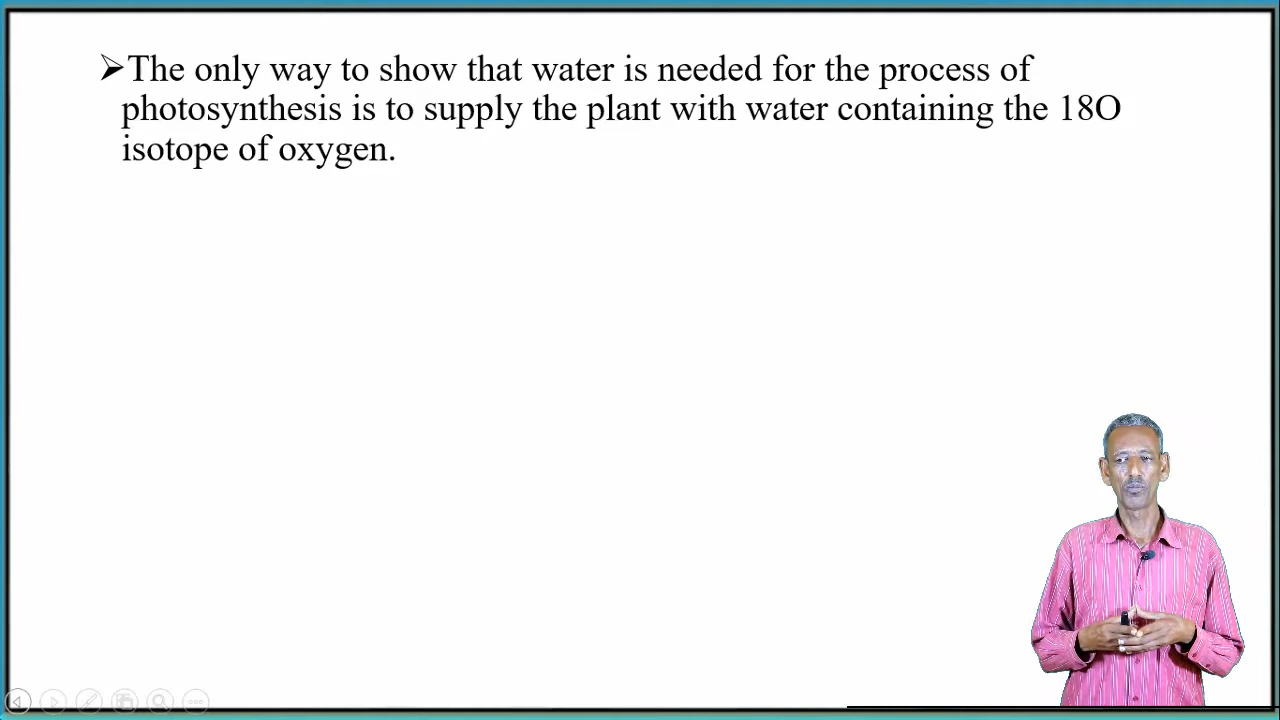 ➢The only way to show that water is needed for the process of
photosynthesis is to supply the plant with water containing the 18O
isotope of oxygen.